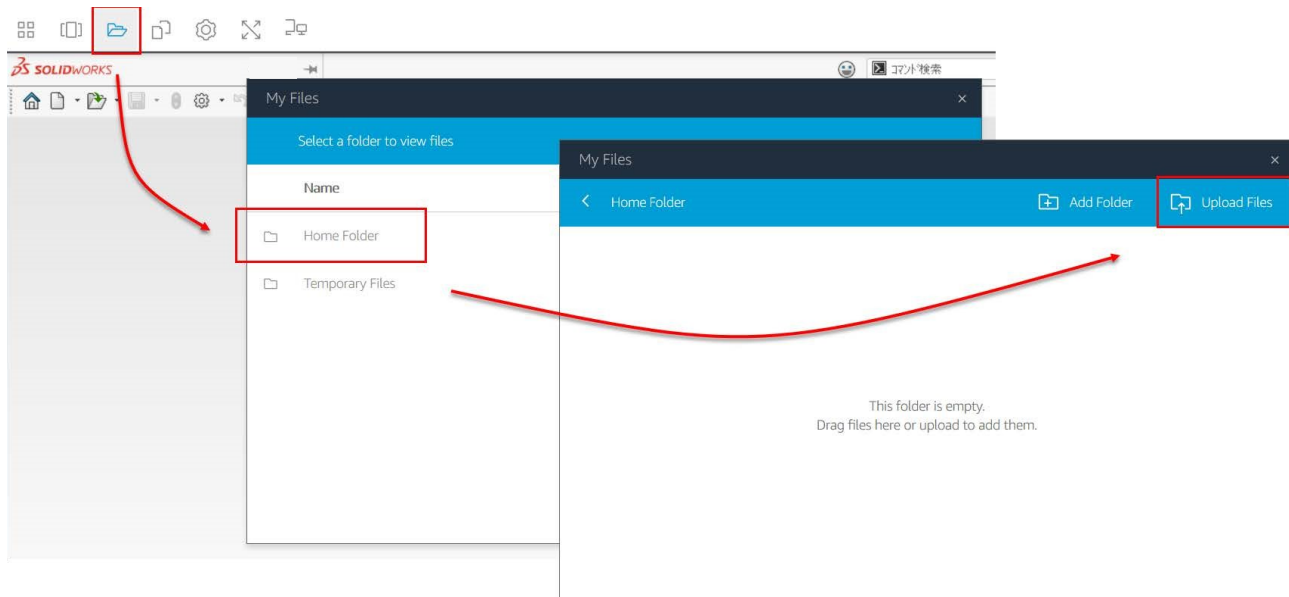 SOLIDWORKS
コマンド検索
My Files
Select a folder to view files
Name
Home Folder
Temporary Files
My Files
Home Folder
Add Folder
Upload Files
This folder is empty.
Drag files here or upload to add them.